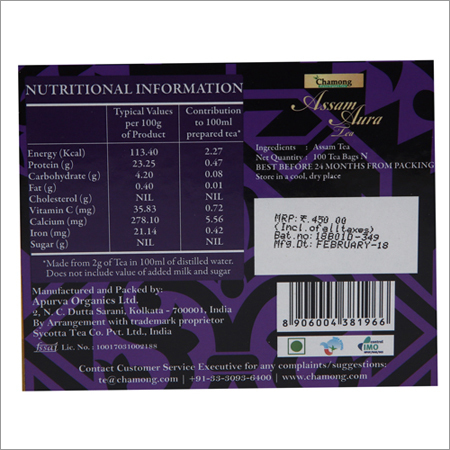 NUTRITIONAL INFORMATION
Typical Values per 100g of Product
Contribution to 100ml prepared tea*
Energy (Kcal) 113.40 2.27
Protein (g) 23.25 0.47
Carbohydrate (g) 4.20 0.08
Fat (g) 0.40 0.01
Cholesterol (g) NIL NIL
Vitamin C (mg) 35.83 0.72
Calcium (mg) 278.10 5.56
Iron (mg) 21.14 0.42
Sugar (g) NIL NIL
*Made from 2g of Tea in 100ml of distilled water.
Does not include value of added milk and sugar
Manufactured and Packed by:
Apurva Organics Ltd.
2, N. C. Dutta Sarani, Kolkata - 700001, India
By Arrangement with trademark proprietor
Sycotta Tea Co. Pvt. Ltd., India
fssai Lic. No. : 10017031002188
Chamong
Assam
Aura
Tea
Ingredients : Assam Tea
Net Quantity : 100 Tea Bags N
BEST BEFORE 24 MONTHS FROM PACKING
Store in a cool, dry place
MRP: ₹.450.00
(Incl.of alltaxes)
Bat.no: 18B01D-349
Mfg.Dt: FEBRUARY-18
8 906004 381966
control
IMO
Contact Customer Service Executive for any complaints/suggestions:
te@chamong.com | +91-33-3093-6400 | www.chamong.com